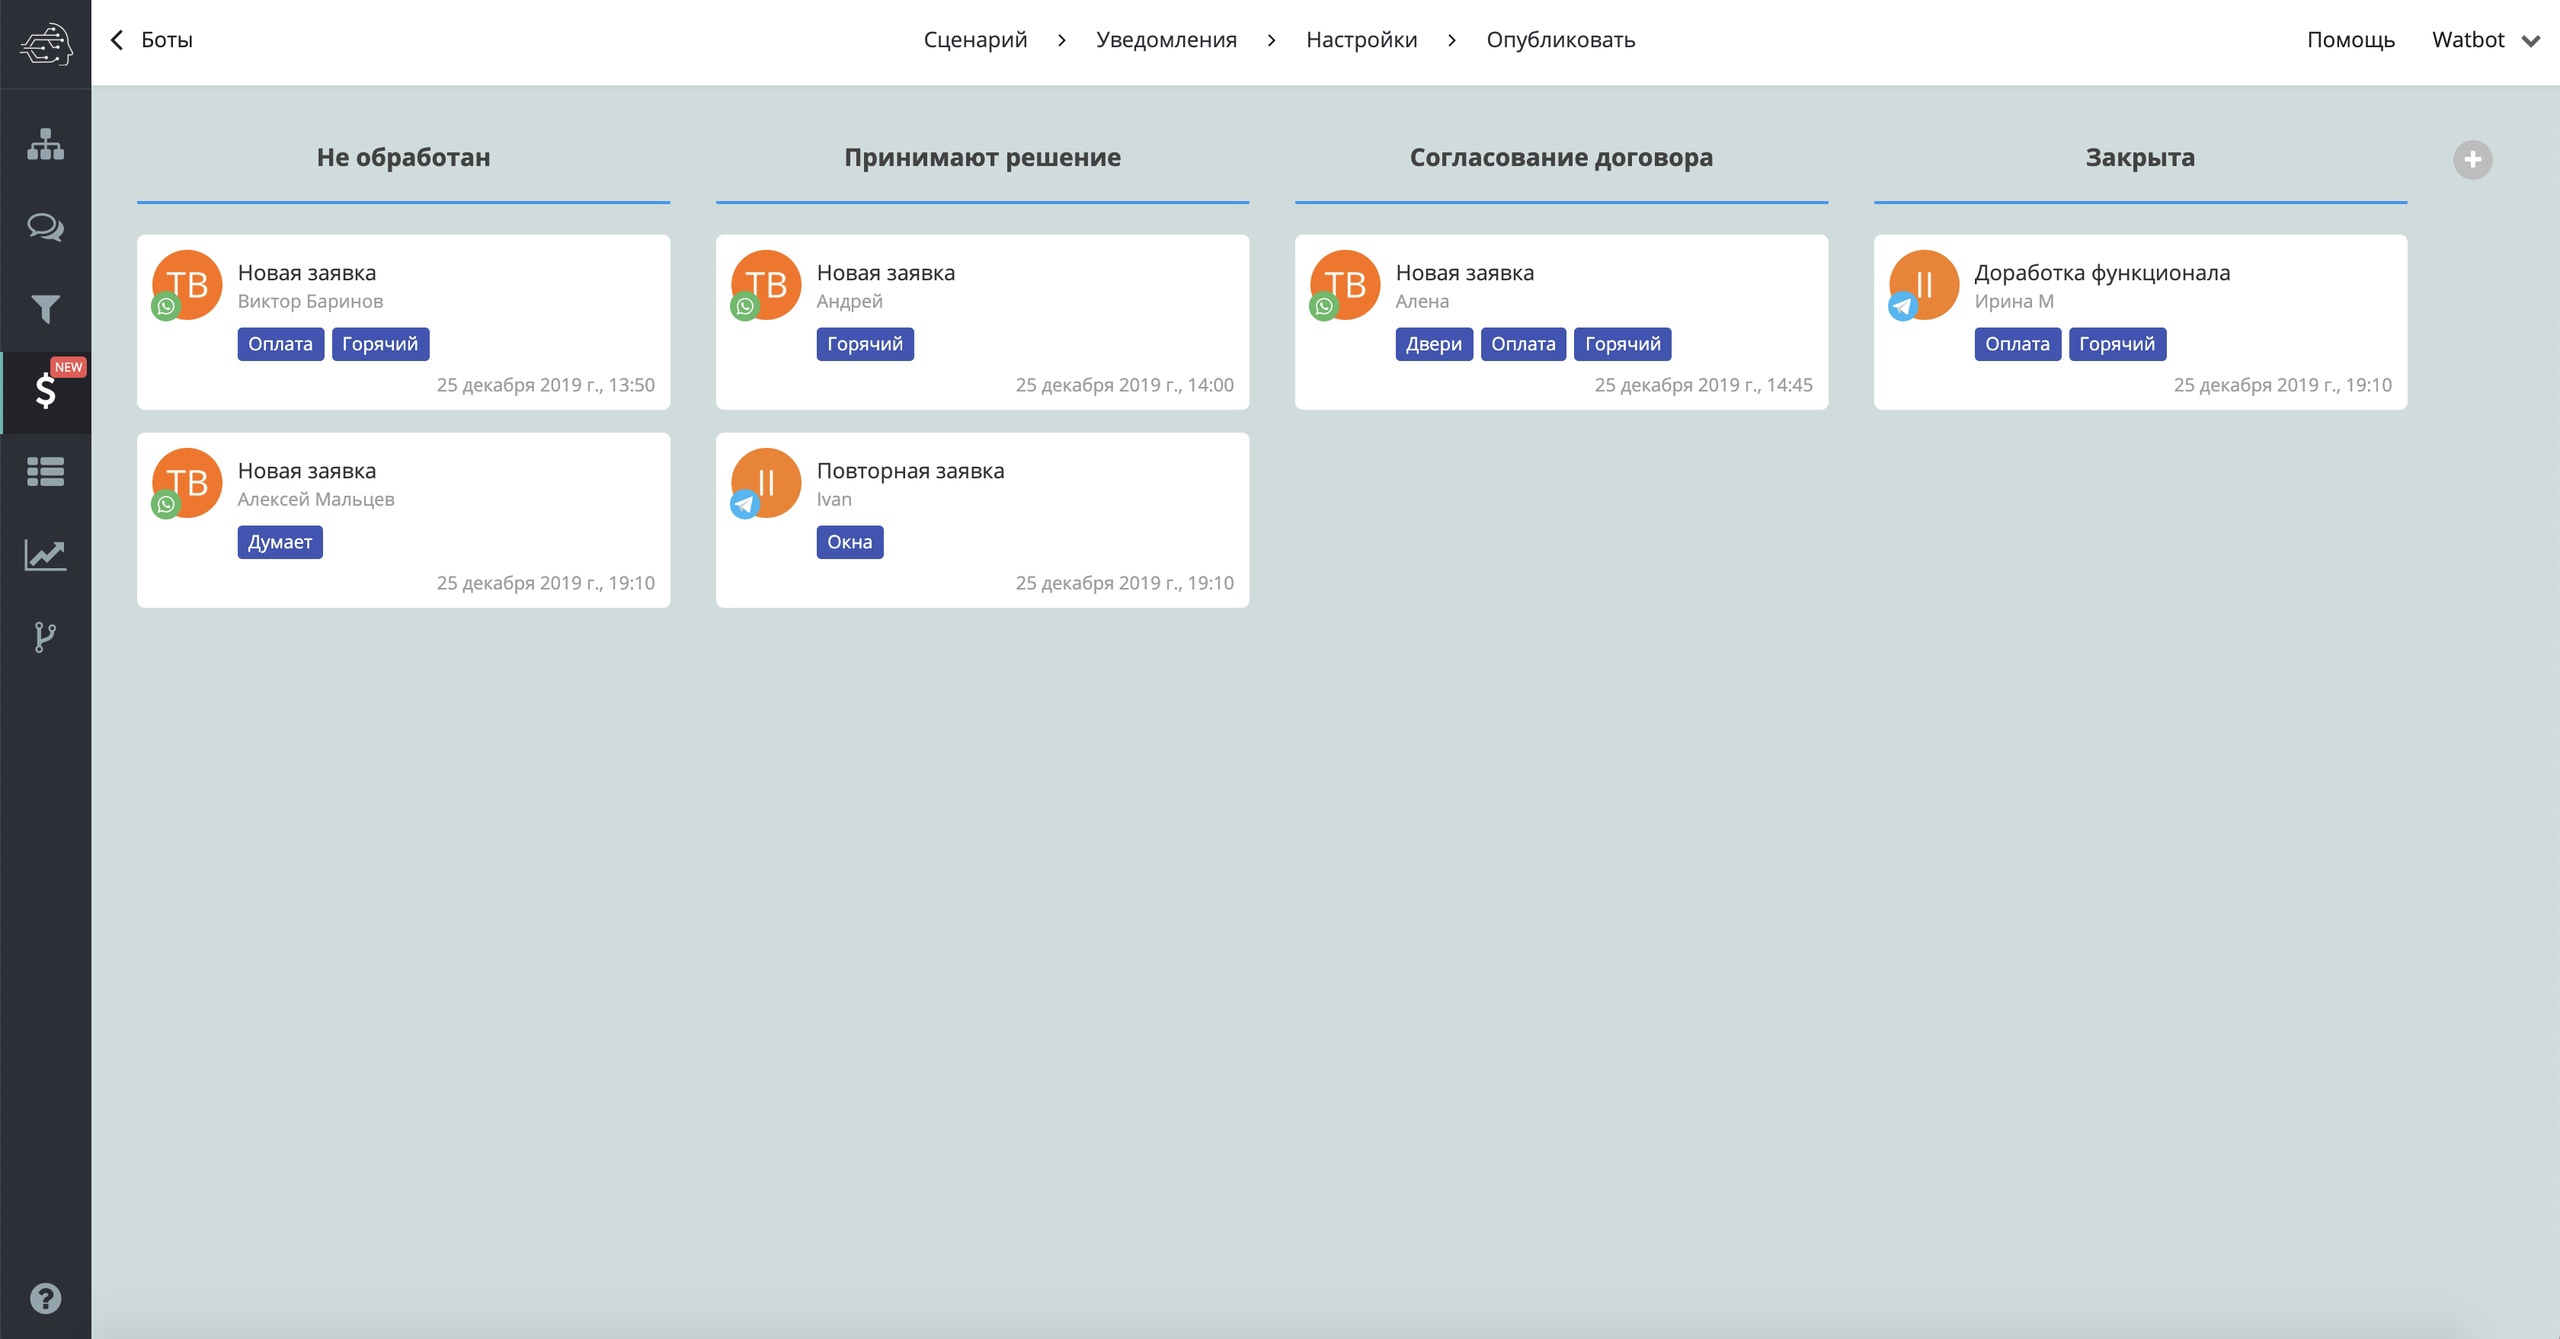 Боты
Сценарий
Уведомления
Настройки
Опубликовать
Помощь
Watbot
NEW
Не обработан
ТВ
Новая заявка
Виктор Баринов
Оплата
Горячий
25 декабря 2019 г., 13:50
ТВ
Новая заявка
Алексей Мальцев
Думает
25 декабря 2019 г., 19:10
Принимают решение
ТВ
Новая заявка
Андрей
Горячий
25 декабря 2019 г., 14:00
II
Повторная заявка
Ivan
Окна
25 декабря 2019 г., 19:10
Согласование договора
ТВ
Новая заявка
Алена
Двери
Оплата
Горячий
25 декабря 2019 г., 14:45
Закрыта
II
Доработка функционала
Ирина М
Оплата
Горячий
25 декабря 2019 г., 19:10